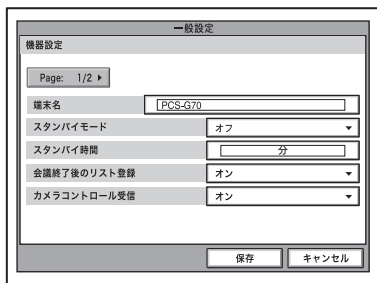 一般設定
機器設定
Page: 1/2
端末名 PCS-G70
スタンバイモード オフ
スタンバイ時間 分
会議終了後のリスト登録 オン
カメラコントロール受信 オン
保存 キャンセル